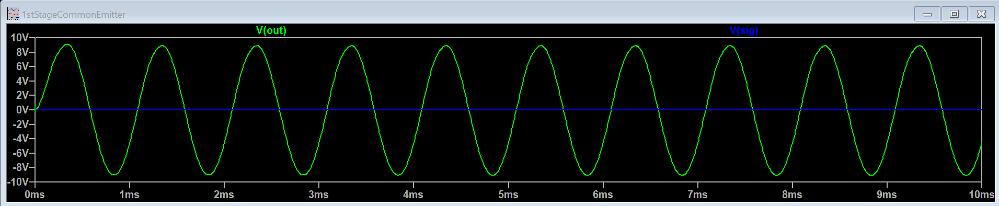 1stStageCommonEmitter
V(out) V(sig)
10V
8V
6V
4V
2V
0V
-2V
-4V
-6V
-8V
-10V
0ms 1ms 2ms 3ms 4ms 5ms 6ms 7ms 8ms 9ms 10ms